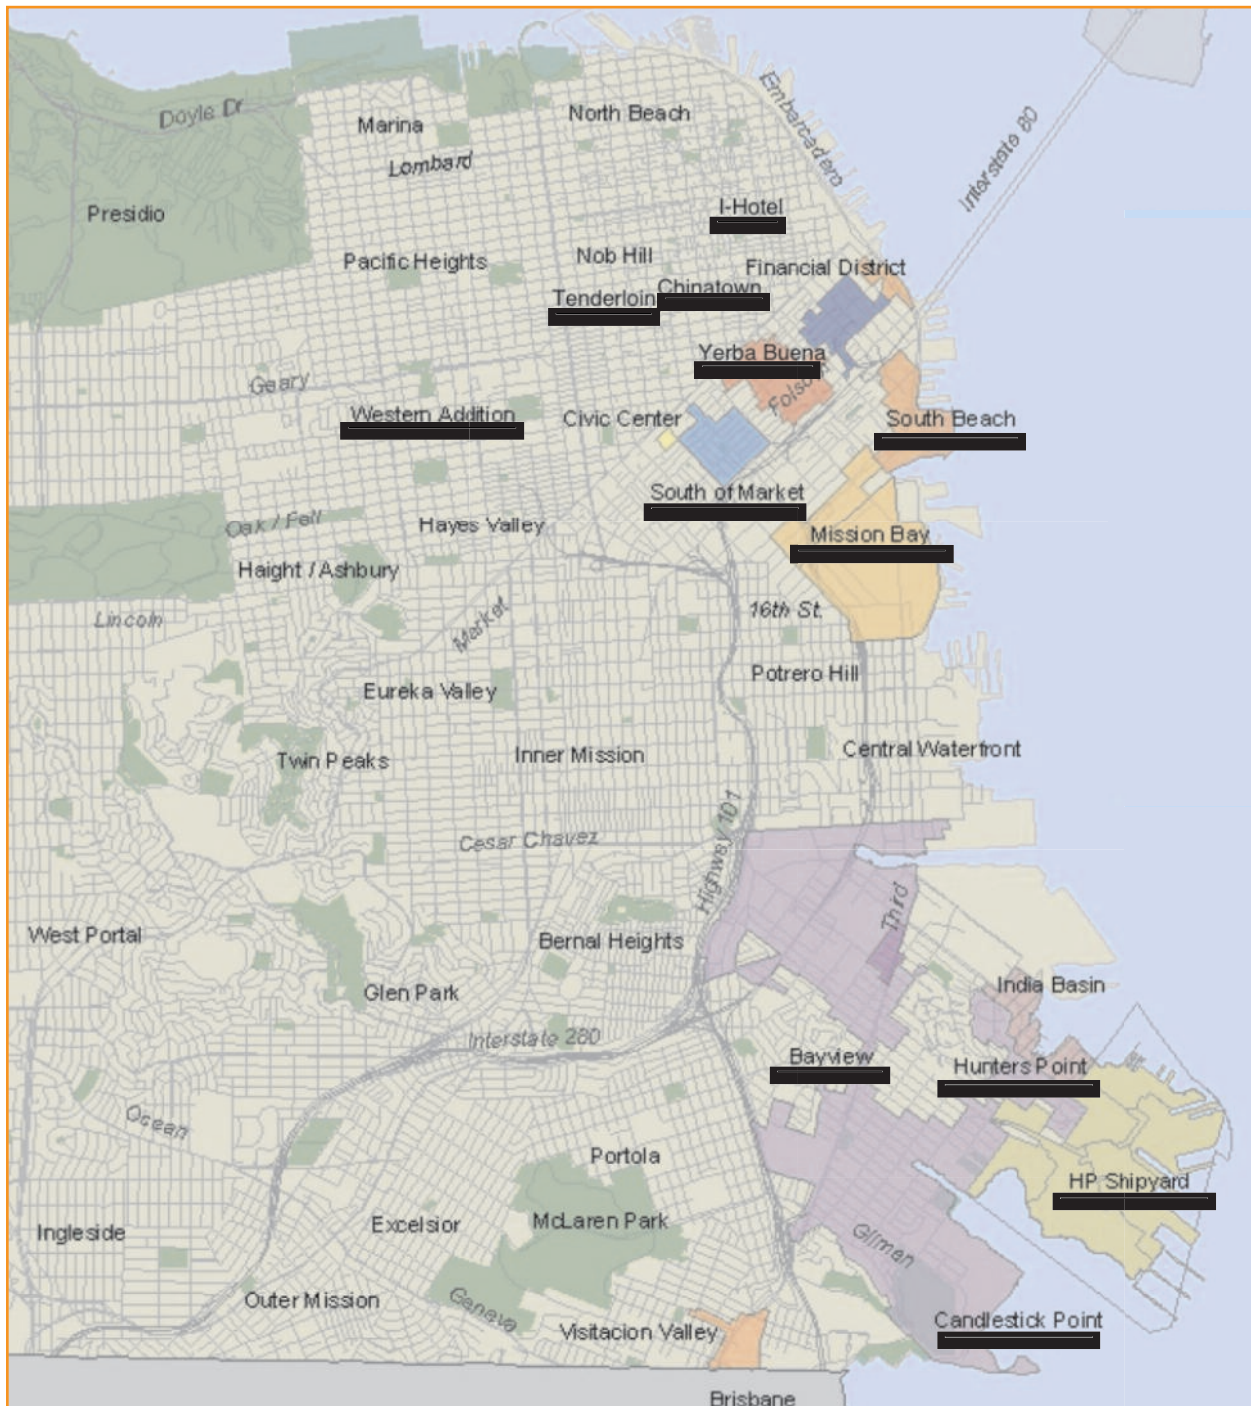 Doyle Dr
Marina
North Beach
Embarcadero
Interstate 80
Lombard
Presidio
I-Hotel
Pacific Heights
Nob Hill
Financial District
Chinatown
Tenderloin
Yerba Buena
Geary
Folsom
Western Addition
Civic Center
South Beach
South of Market
Oak / Fell
Hayes Valley
Mission Bay
Haight / Ashbury
Lincoln
Market
16th St.
Potrero Hill
Eureka Valley
Twin Peaks
Inner Mission
Central Waterfront
Highway 101
Cesar Chavez
Third
West Portal
Bernal Heights
Glen Park
India Basin
Interstate 280
Bayview
Hunters Point
Ocean
Portola
HP Shipyard
Ingleside
Excelsior
McLaren Park
Gilman
Outer Mission
Geneva
Visitacion Valley
Candlestick Point
Brisbane